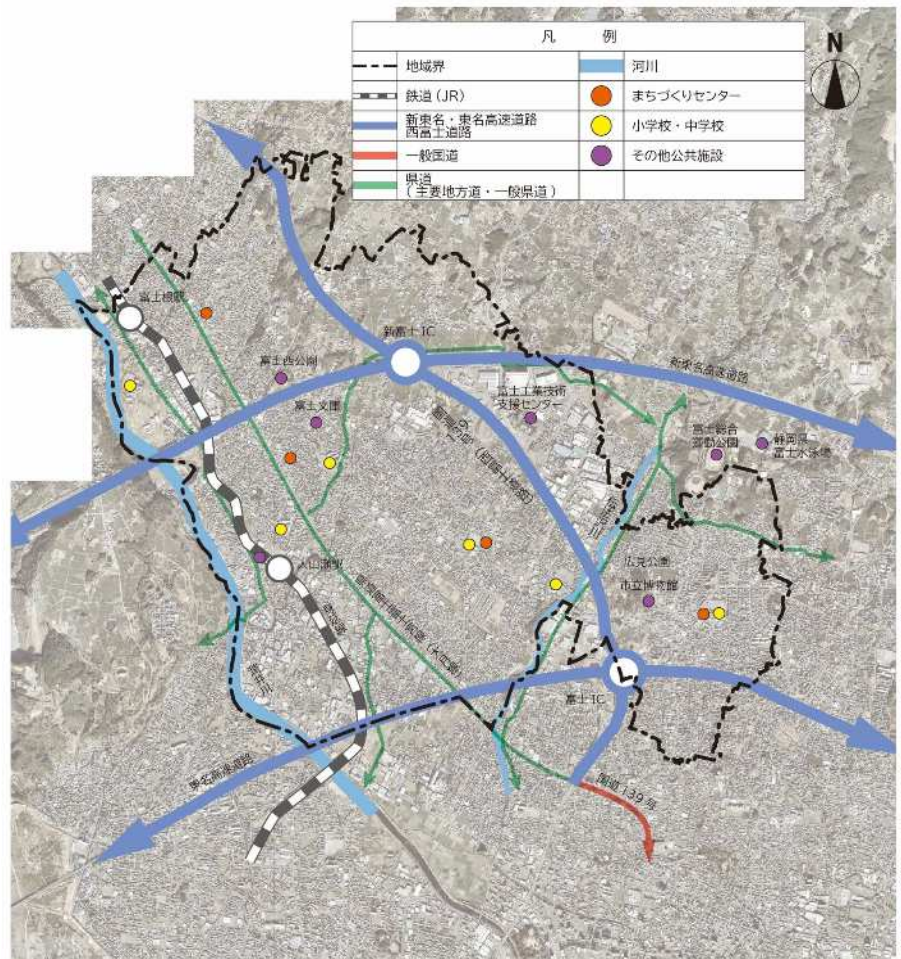 凡 例
地域界
河川
鉄道（JR）
まちづくりセンター
新東名・東名高速道路
西富士道路
小学校・中学校
一般国道
その他公共施設
県道
（主要地方道・一般県道）
N
富士根駅
新富士IC
富士西公園
新東名高速道路
富士文庫
富士工業技術
支援センター
富士総合
運動公園
静岡県
富士水泳場
入山瀬駅
広見公園
市立博物館
富士IC
東名高速道路
国道139号